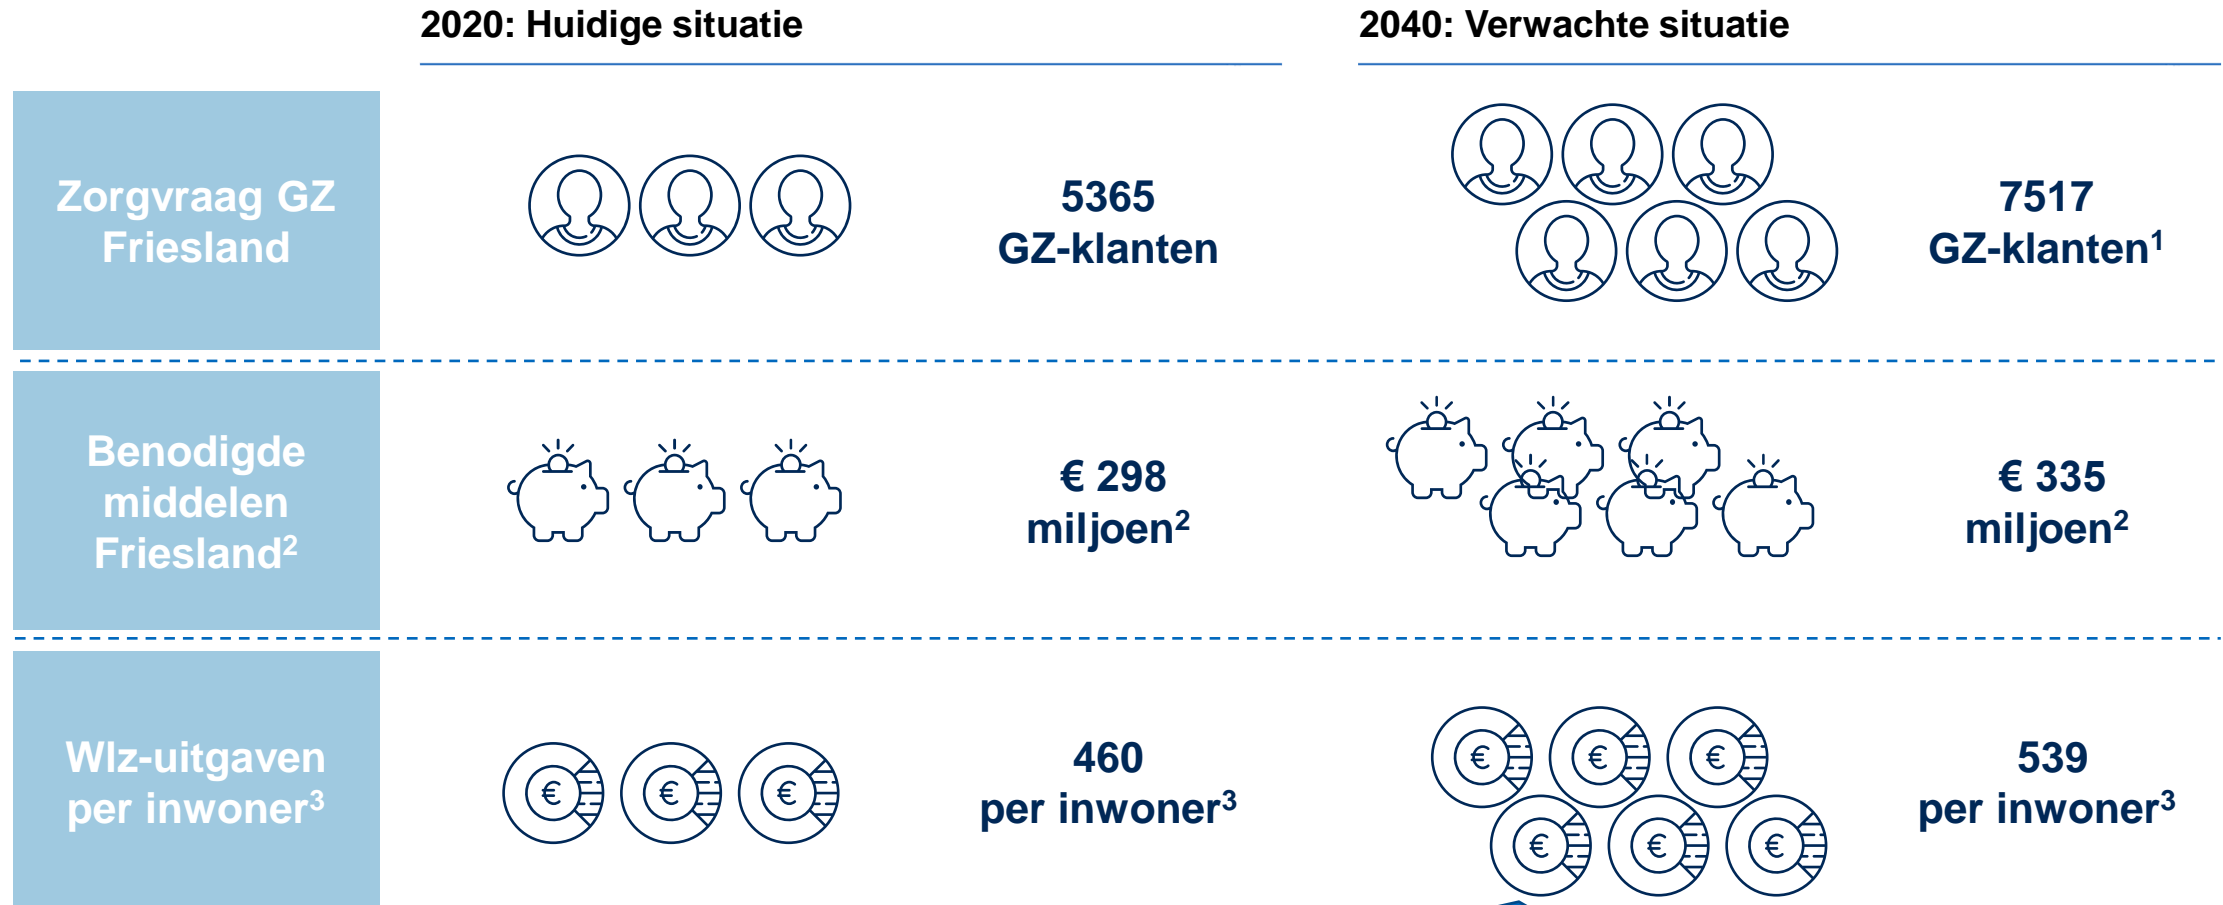 2020: Huidige situatie
2040: Verwachte situatie
Zorgvraag GZ
Friesland
5365
GZ-klanten
7517
GZ-klanten¹
Benodigde
middelen
Friesland²
€ 298
miljoen²
€ 335
miljoen²
Wlz-uitgaven
per inwoner³
€ € €
460
per inwoner³
€ € €
€ € €
539
per inwoner³